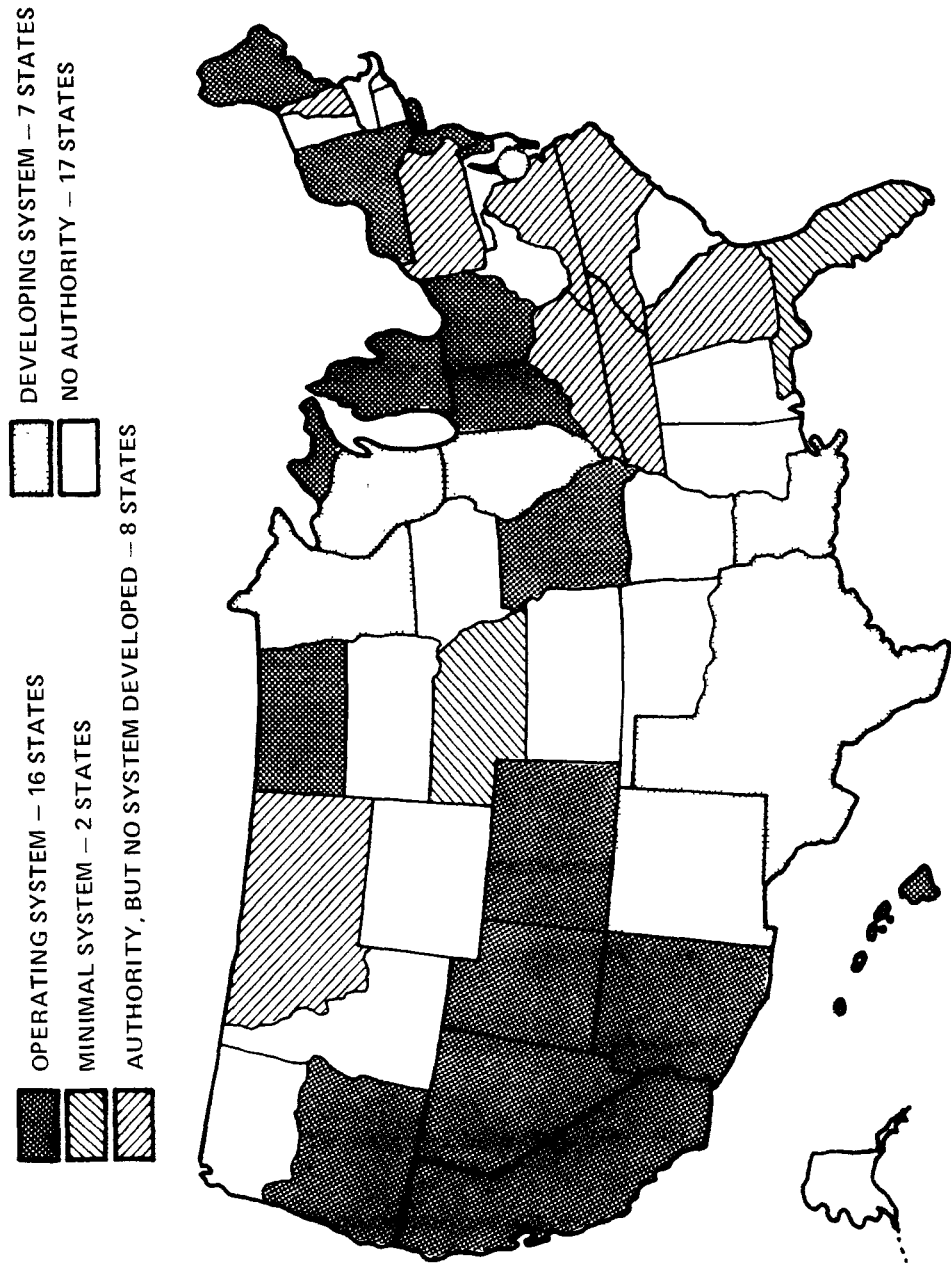 OPERATING SYSTEM – 16 STATES
MINIMAL SYSTEM – 2 STATES
AUTHORITY, BUT NO SYSTEM DEVELOPED – 8 STATES
DEVELOPING SYSTEM – 7 STATES
NO AUTHORITY – 17 STATES